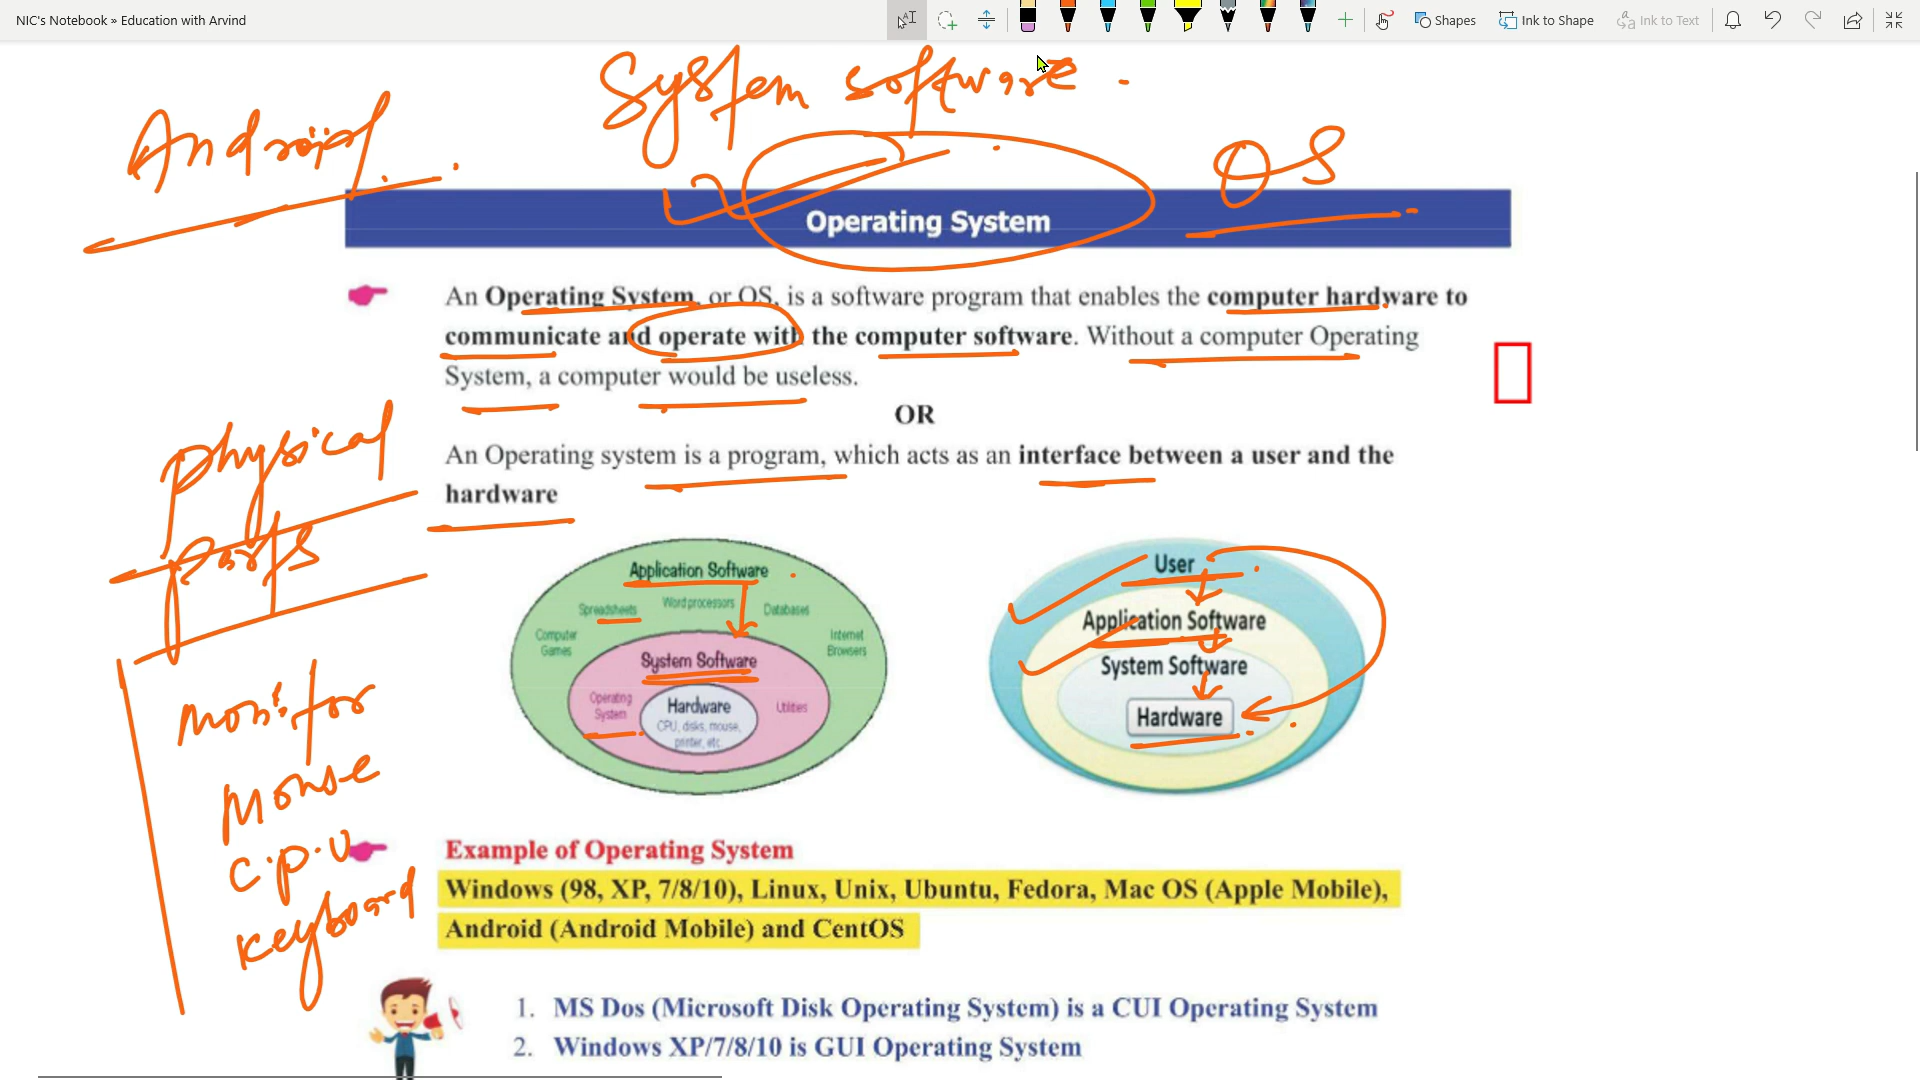 NIC's Notebook » Education with Arvind
Shapes
Ink to Shape
Ink to Text
System software
Android
OS
Operating System
An Operating System, or OS, is a software program that enables the computer hardware to
communicate and operate with the computer software. Without a computer Operating
System, a computer would be useless.
OR
An Operating system is a program, which acts as an interface between a user and the
hardware
physical
parts
Monitor
Mouse
C.P.U
Keyboard
Application Software
Spreadsheets
Word processors
Databases
Computer
Games
Internet
Browsers
System Software
Operating
System
Utilities
Hardware
CPU, disks, mouse,
printer, etc.
User
Application Software
System Software
Hardware
Example of Operating System
Windows (98, XP, 7/8/10), Linux, Unix, Ubuntu, Fedora, Mac OS (Apple Mobile),
Android (Android Mobile) and CentOS
1. MS Dos (Microsoft Disk Operating System) is a CUI Operating System
2. Windows XP/7/8/10 is GUI Operating System